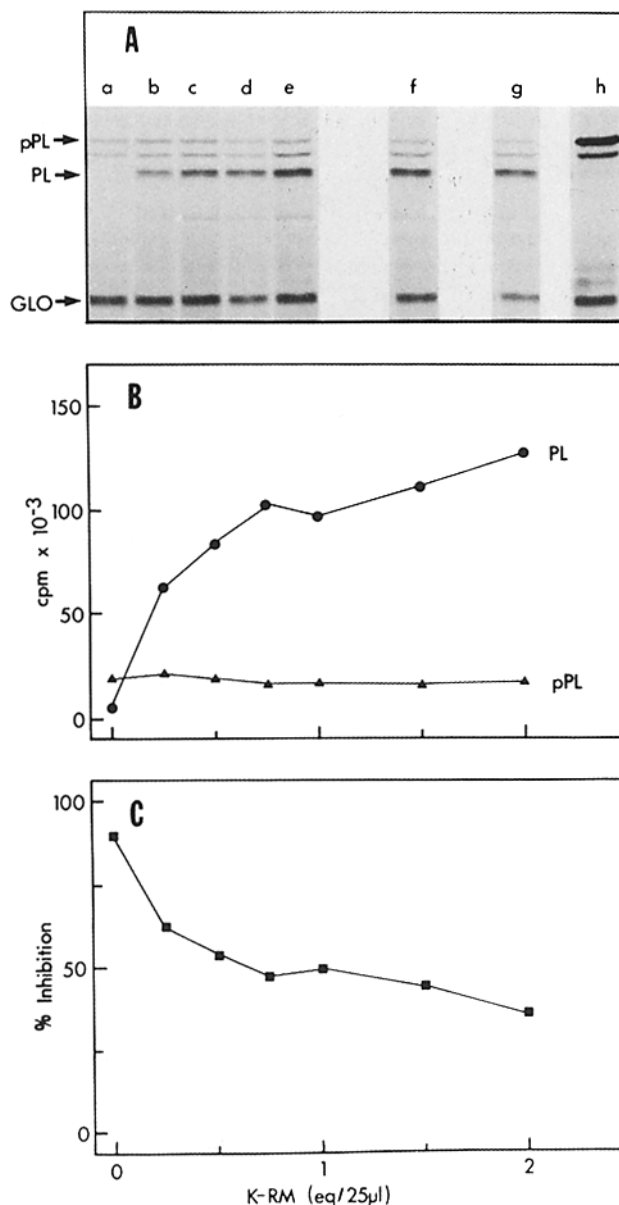 A
a b c d e f g h
pPL
PL
GLO
B
150
100
50
0
cpm x 10-3
PL
pPL
C
100
50
0
% Inhibition
0 1 2
K-RM (eq/25µl)